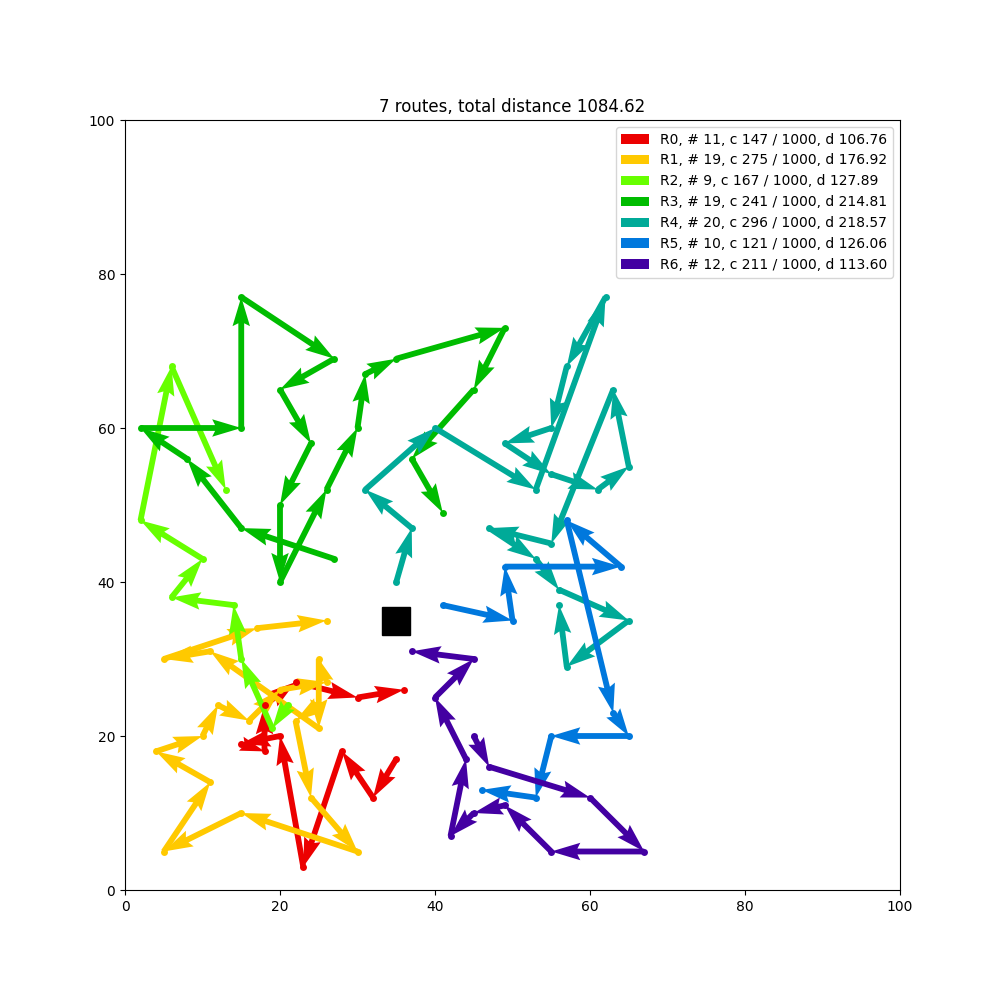 7 routes, total distance 1084.62
R0, # 11, c 147 / 1000, d 106.76
R1, # 19, c 275 / 1000, d 176.92
R2, # 9, c 167 / 1000, d 127.89
R3, # 19, c 241 / 1000, d 214.81
R4, # 20, c 296 / 1000, d 218.57
R5, # 10, c 121 / 1000, d 126.06
R6, # 12, c 211 / 1000, d 113.60
100
80
60
40
20
0
0 20 40 60 80 100